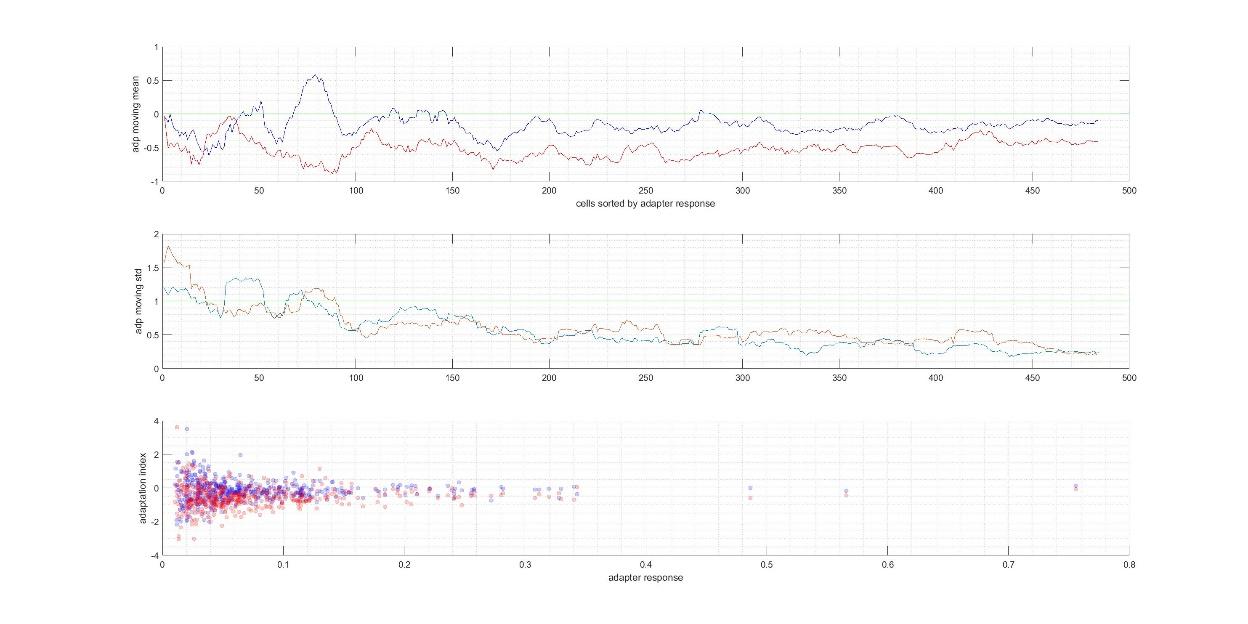 1
0.5
0
-0.5
-1
adp moving mean
0 50 100 150 200 250 300 350 400 450 500
cells sorted by adapter response
2
1.5
1
0.5
0
adp moving std
0 50 100 150 200 250 300 350 400 450 500
4
2
0
-2
-4
adaptation index
0 0.1 0.2 0.3 0.4 0.5 0.6 0.7 0.8
adapter response